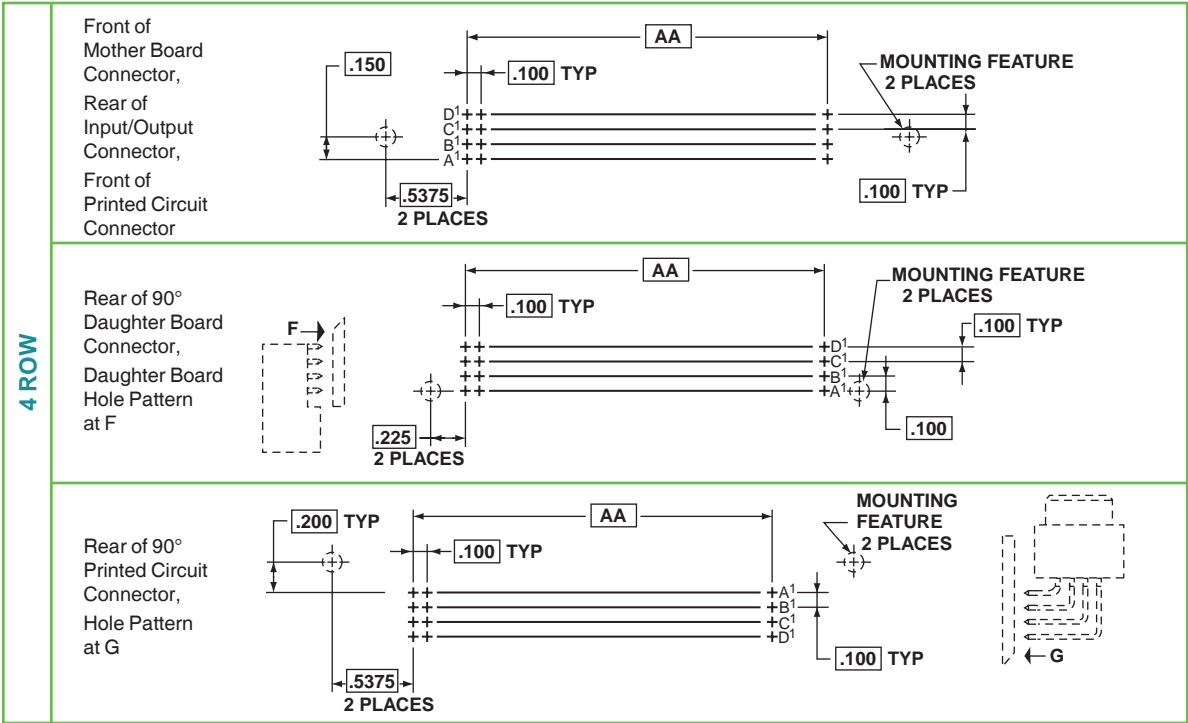 4 ROW
Front of
Mother Board
Connector,
Rear of
Input/Output
Connector,
Front of
Printed Circuit
Connector
.150
AA
.100 TYP
MOUNTING FEATURE
2 PLACES
D1
C1
B1
A1
.5375
2 PLACES
.100 TYP
Rear of 90°
Daughter Board
Connector,
Daughter Board
Hole Pattern
at F
F
AA
.100 TYP
MOUNTING FEATURE
2 PLACES
.100 TYP
D1
C1
B1
A1
.225
2 PLACES
.100
Rear of 90°
Printed Circuit
Connector,
Hole Pattern
at G
.200 TYP
AA
.100 TYP
MOUNTING
FEATURE
2 PLACES
A1
B1
C1
D1
.100 TYP
G
.5375
2 PLACES